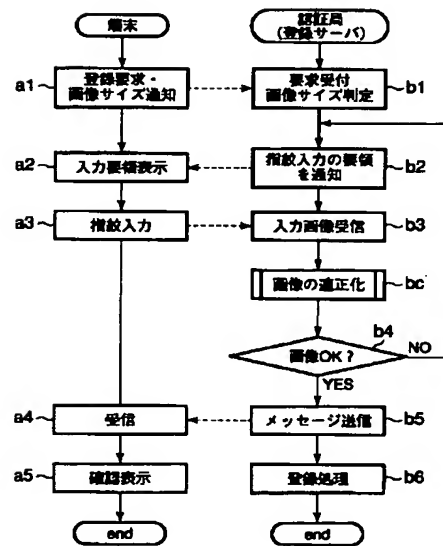 端末
認証局
(登録サーバ)
a1
登録要求・
画像サイズ通知
要求受付
画像サイズ判定
b1
a2
入力要領表示
指紋入力の要領
を通知
b2
a3
指紋入力
入力画像受信
b3
画像の適正化
bc
b4
画像OK?
NO
YES
a4
受信
メッセージ送信
b5
a5
確認表示
登録処理
b6
end
end